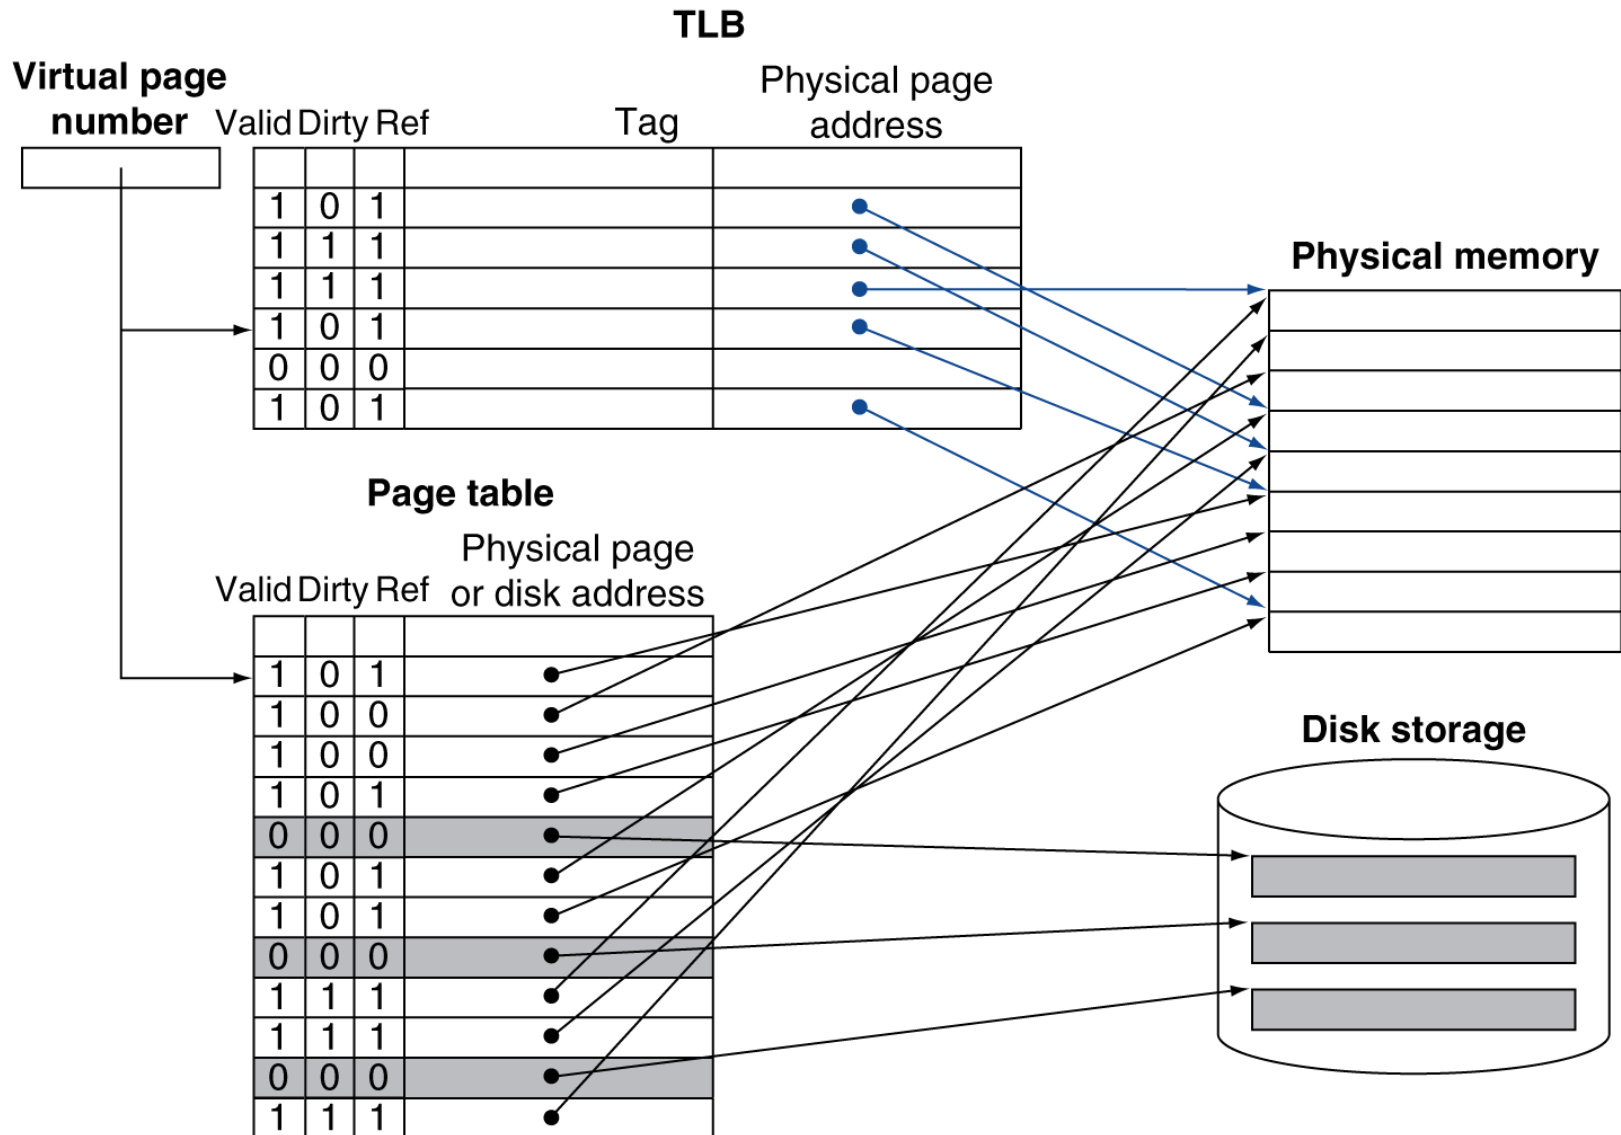 TLB
Virtual page
number
Valid Dirty Ref
Tag
Physical page
address
1 0 1
1 1 1
1 1 1
1 0 1
0 0 0
1 0 1
Physical memory
Page table
Valid Dirty Ref
Physical page
or disk address
1 0 1
1 0 0
1 0 0
1 0 1
0 0 0
1 0 1
1 0 1
0 0 0
1 1 1
1 1 1
0 0 0
1 1 1
Disk storage